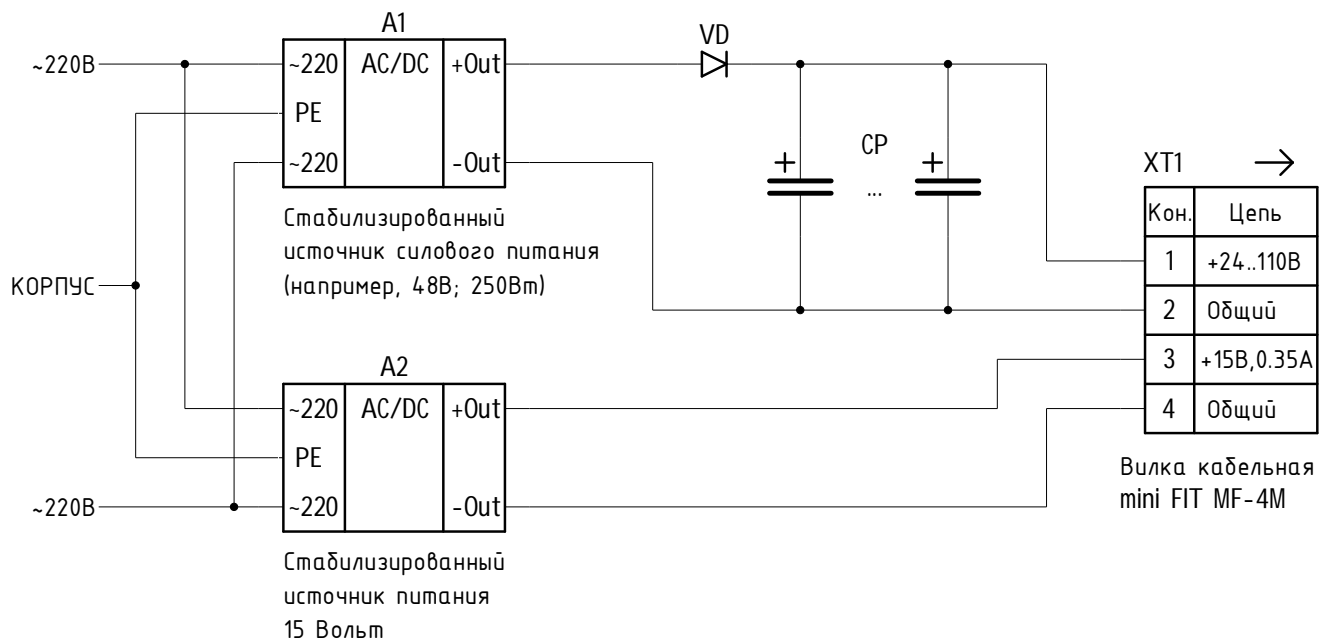 A1
VD
~220В
~220 AC/DC +Out
PE
~220 -Out
CP
+ +
...
XT1
Стабилизированный
источник силового питания
(например, 48В; 250Вт)
Кон. Цепь
1 +24..110В
2 Общий
3 +15В,0.35А
4 Общий
КОРПУС
A2
~220 AC/DC +Out
PE
~220В
~220 -Out
Вилка кабельная
mini FIT MF-4M
Стабилизированный
источник питания
15 Вольт